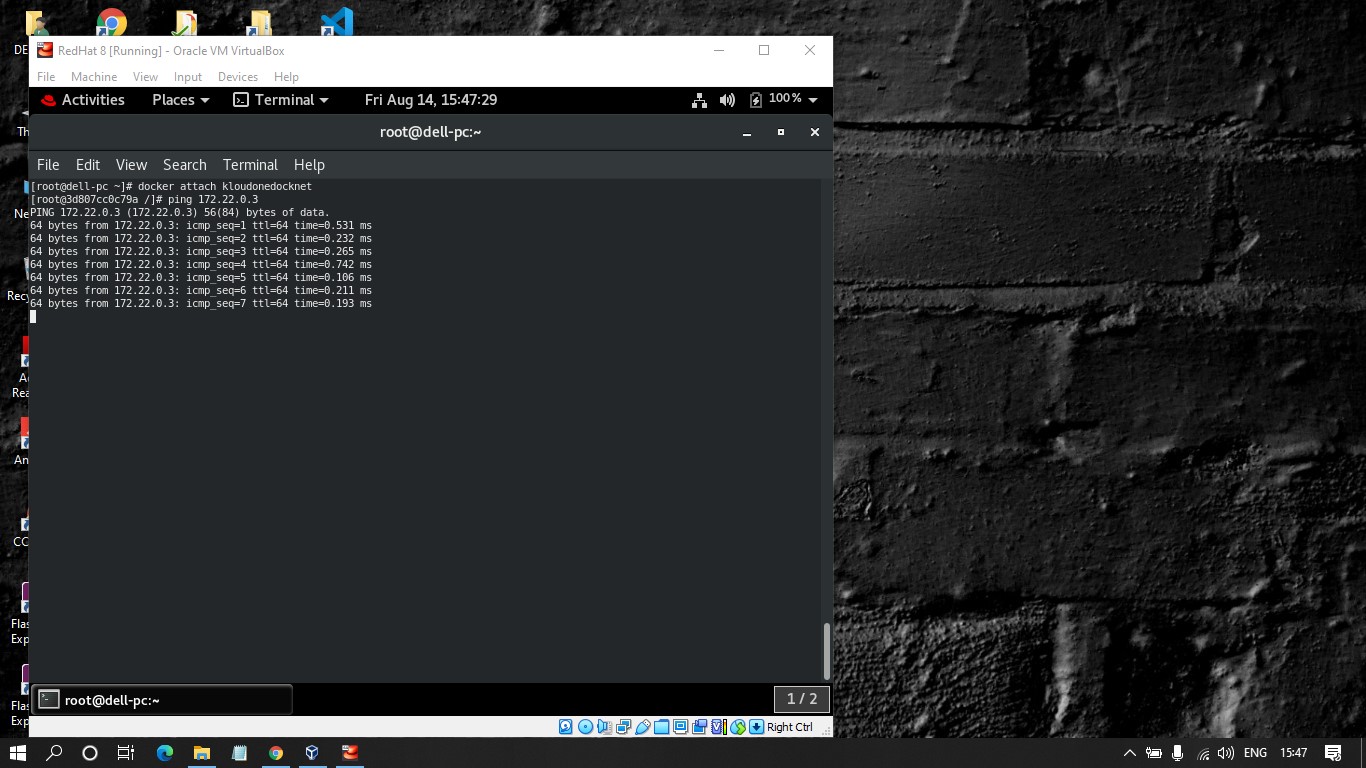 DE
RedHat 8 [Running] - Oracle VM VirtualBox
File Machine View Input Devices Help
Activities Places Terminal Fri Aug 14, 15:47:29 100%
root@dell-pc:~
File Edit View Search Terminal Help
[root@dell-pc ~]# docker attach kloudonedocknet
[root@3d807cc0c79a /]# ping 172.22.0.3
PING 172.22.0.3 (172.22.0.3) 56(84) bytes of data.
64 bytes from 172.22.0.3: icmp_seq=1 ttl=64 time=0.531 ms
64 bytes from 172.22.0.3: icmp_seq=2 ttl=64 time=0.232 ms
64 bytes from 172.22.0.3: icmp_seq=3 ttl=64 time=0.265 ms
64 bytes from 172.22.0.3: icmp_seq=4 ttl=64 time=0.742 ms
64 bytes from 172.22.0.3: icmp_seq=5 ttl=64 time=0.106 ms
64 bytes from 172.22.0.3: icmp_seq=6 ttl=64 time=0.211 ms
64 bytes from 172.22.0.3: icmp_seq=7 ttl=64 time=0.193 ms
Th
Ne
Recy
A
Rea
An
CC
Flas
Exp
Flas
Exp
root@dell-pc:~
1 / 2
Right Ctrl
ENG 15:47